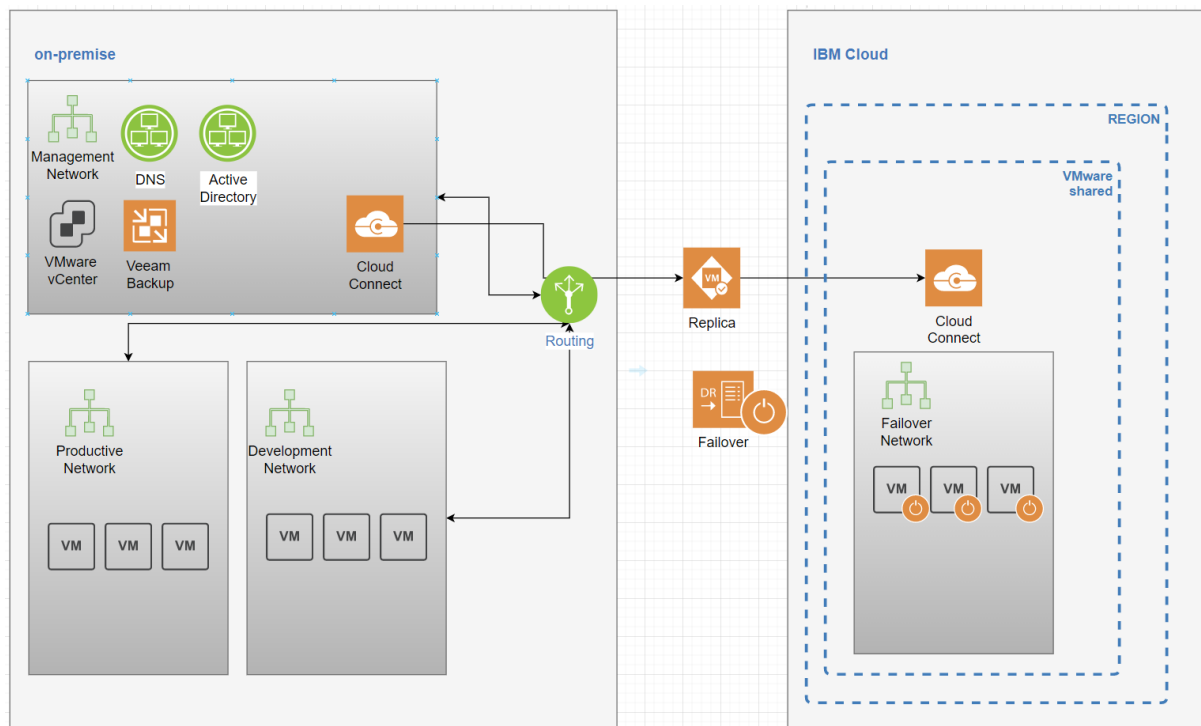 on-premise
Management
Network
DNS
Active
Directory
VMware
vCenter
Veeam
Backup
Cloud
Connect
Routing
Productive
Network
VM
VM
VM
Development
Network
VM
VM
VM
VM
Replica
DR
Failover
IBM Cloud
REGION
VMware
shared
Cloud
Connect
Failover
Network
VM
VM
VM